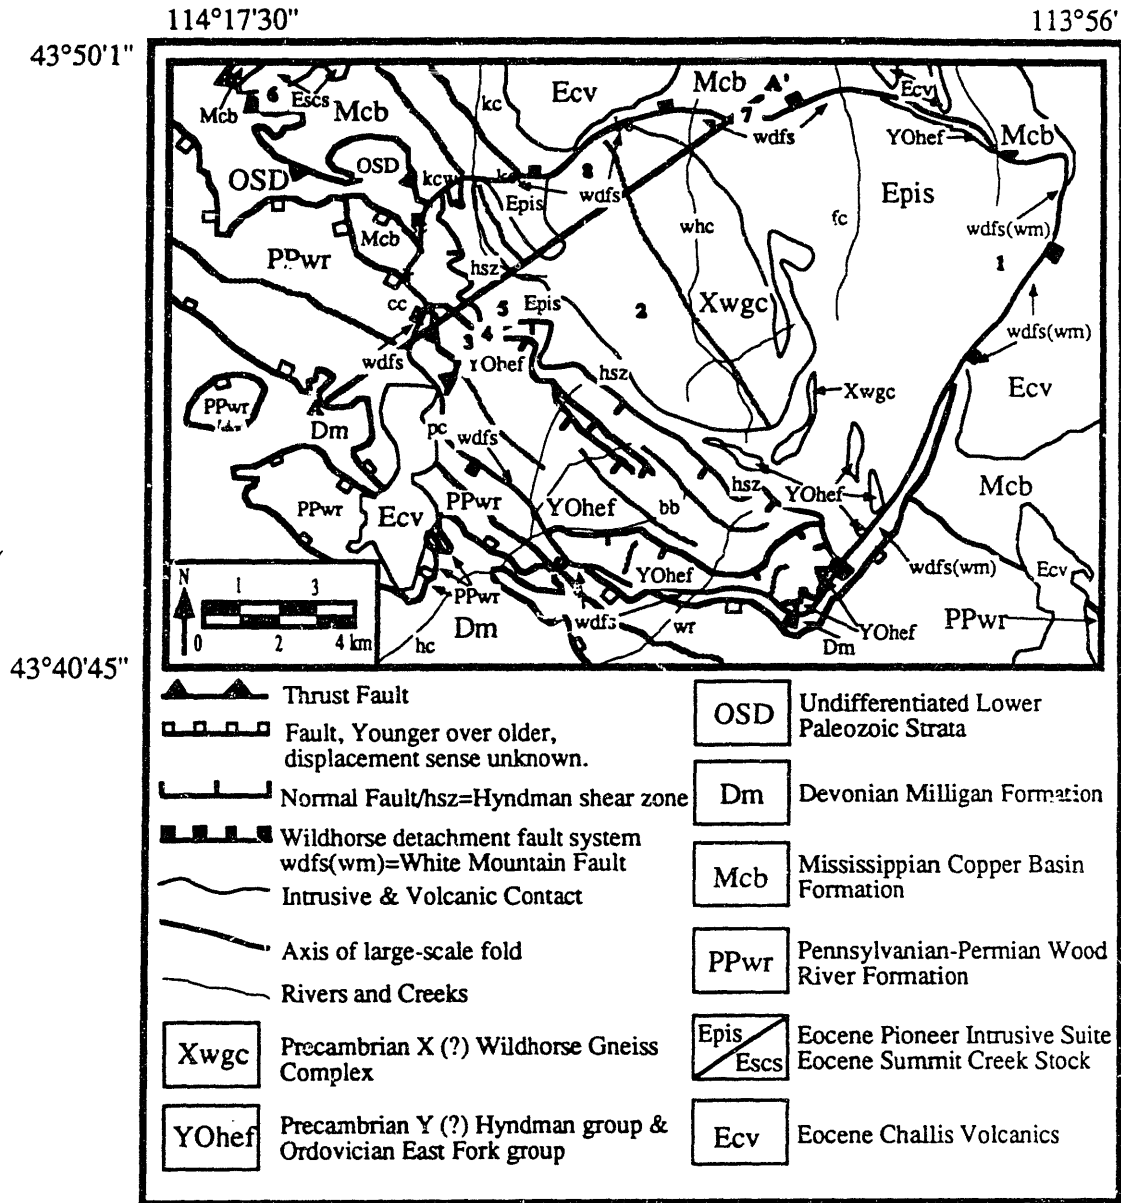 114°17'30" 113°56'
43°50'1"
6 Escs Mcb Mcb kc Ecv Mcb A' 7 wdfs Ecv YOhef Mcb
OSD OSD kcw Epis 8 wdfs Epis
Mcb whc fc wdfs(wm)
PPwr hsz Xwgc 1
cc 5 Epis 2
3 4 YOhef wdfs(wm)
wdfs hsz Xwgc Ecv
PPwr A Dm pc wdfs
PPwr Ecv PPwr YOhef bb hsz YOhef Mcb
YOhef wdfs(wm) Ecv
N
1 3
0 2 4 km
PPwr Dm hc wdfs wr YOhef Dm PPwr
43°40'45"
Thrust Fault
Fault, Younger over older,
displacement sense unknown.
Normal Fault/hsz=Hyndman shear zone
Wildhorse detachment fault system
wdfs(wm)=White Mountain Fault
Intrusive & Volcanic Contact
Axis of large-scale fold
Rivers and Creeks
Xwgc Precambrian X (?) Wildhorse Gneiss
Complex
YOhef Precambrian Y (?) Hyndman group &
Ordovician East Fork group
OSD Undifferentiated Lower
Paleozoic Strata
Dm Devonian Milligan Formation
Mcb Mississippian Copper Basin
Formation
PPwr Pennsylvanian-Permian Wood
River Formation
Epis Eocene Pioneer Intrusive Suite
Escs Eocene Summit Creek Stock
Ecv Eocene Challis Volcanics